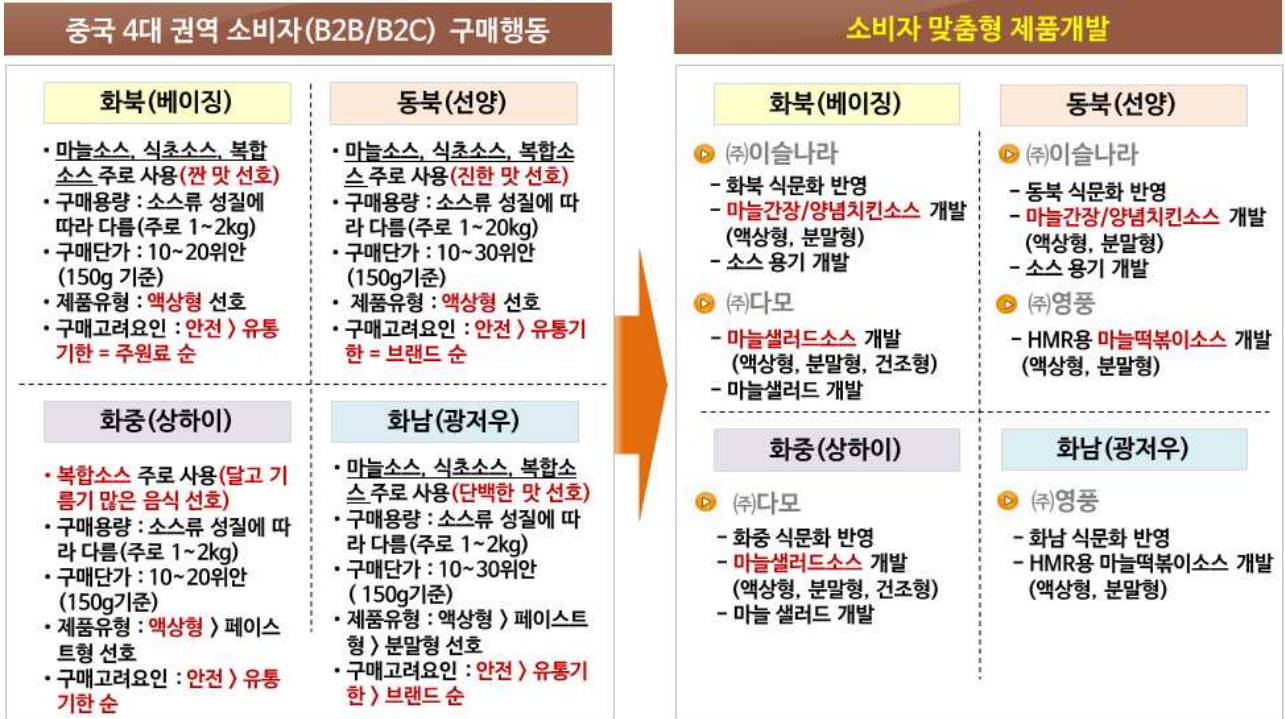 중국 4대 권역 소비자(B2B/B2C) 구매행동
화북(베이징)
• 마늘소스, 식초소스, 복합
소스 주로 사용(짠 맛 선호)
• 구매용량 : 소스류 성질에
따라 다름(주로 1~2kg)
• 구매단가 : 10~20위안
(150g 기준)
• 제품유형 : 액상형 선호
• 구매고려요인 : 안전 > 유통
기한 = 주원료 순
동북(선양)
• 마늘소스, 식초소스, 복합소
스 주로 사용(진한 맛 선호)
• 구매용량 : 소스류 성질에 따
라 다름(주로 1~20kg)
• 구매단가 : 10~30위안
(150g기준)
• 제품유형 : 액상형 선호
• 구매고려요인 : 안전 > 유통기
한 = 브랜드 순
화중(상하이)
• 복합소스 주로 사용(달고 기
름기 많은 음식 선호)
• 구매용량 : 소스류 성질에 따
라 다름(주로 1~2kg)
• 구매단가 : 10~20위안
(150g기준)
• 제품유형 : 액상형 > 페이스
트형 선호
• 구매고려요인 : 안전 > 유통
기한 순
화남(광저우)
• 마늘소스, 식초소스, 복합소
스 주로 사용(단백한 맛 선호)
• 구매용량 : 소스류 성질에 따
라 다름(주로 1~2kg)
• 구매단가 : 10~30위안
( 150g기준)
• 제품유형 : 액상형 > 페이스트
형 > 분말형 선호
• 구매고려요인 : 안전 > 유통기
한 > 브랜드 순
소비자 맞춤형 제품개발
화북(베이징)
㈜이슬나라
- 화북 식문화 반영
- 마늘간장/양념치킨소스 개발
(액상형, 분말형)
- 소스 용기 개발
㈜다모
- 마늘샐러드소스 개발
(액상형, 분말형, 건조형)
- 마늘샐러드 개발
동북(선양)
㈜이슬나라
- 동북 식문화 반영
- 마늘간장/양념치킨소스 개발
(액상형, 분말형)
- 소스 용기 개발
㈜영풍
- HMR용 마늘떡볶이소스 개발
(액상형, 분말형)
화중(상하이)
㈜다모
- 화중 식문화 반영
- 마늘샐러드소스 개발
(액상형, 분말형, 건조형)
- 마늘 샐러드 개발
화남(광저우)
㈜영풍
- 화남 식문화 반영
- HMR용 마늘떡볶이소스 개발
(액상형, 분말형)